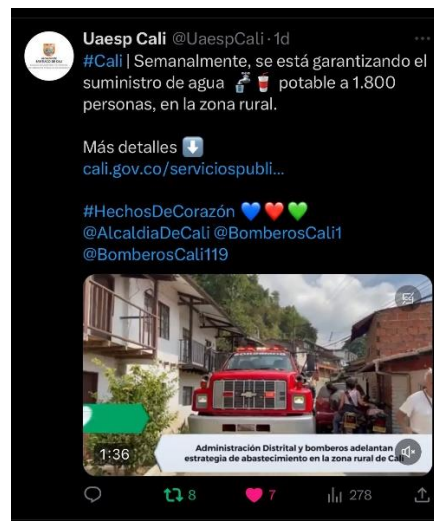 Uaesp Cali @UaespCali · 1d
#Cali | Semanalmente, se está garantizando el
suministro de agua 🚰 🥤 potable a 1.800
personas, en la zona rural.
Más detalles ⬇️
cali.gov.co/serviciospubli...
#HechosDeCorazón 💙❤️💚
@AlcaldiaDeCali @BomberosCali1
@BomberosCali119
1:36
Administración Distrital y bomberos adelantan
estrategia de abastecimiento en la zona rural de Cali
8
7
278